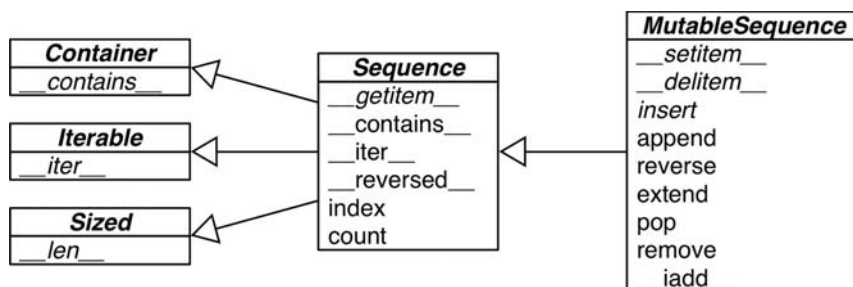 Container
__contains__
Iterable
__iter__
Sized
__len__
Sequence
__getitem__
__contains__
__iter__
__reversed__
index
count
MutableSequence
__setitem__
__delitem__
insert
append
reverse
extend
pop
remove
__iadd__